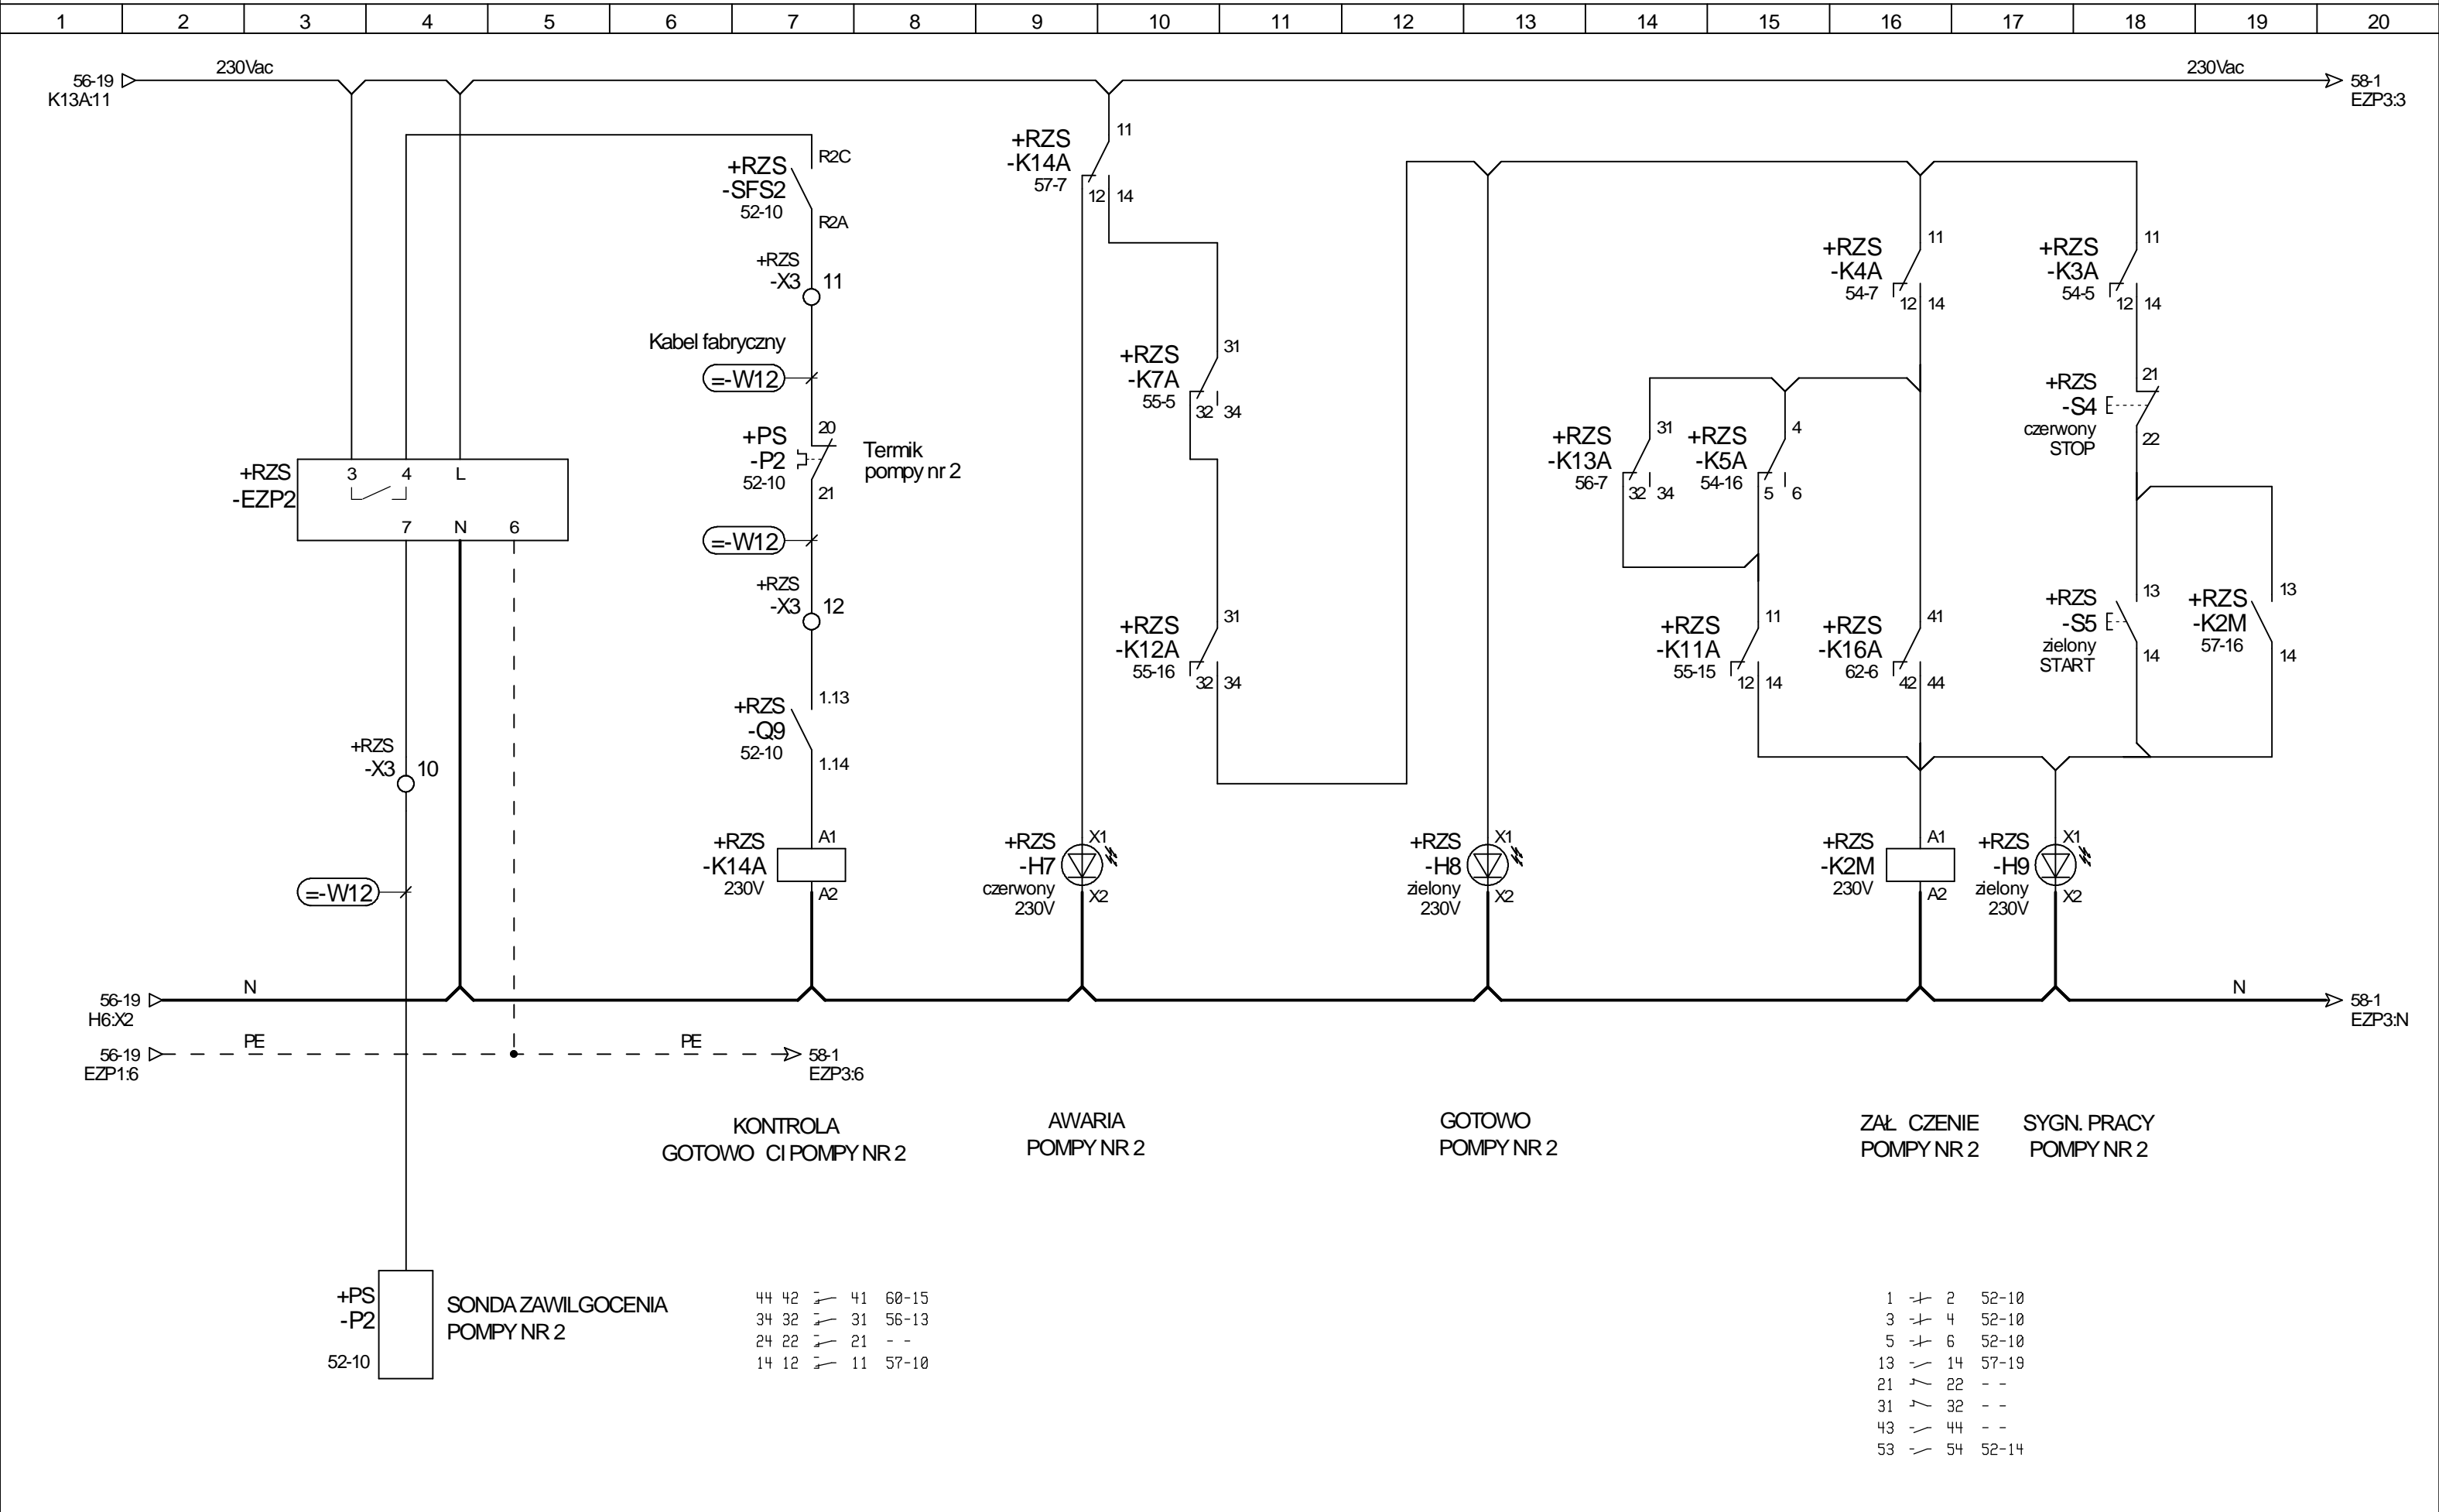 1 2 3 4 5 6 7 8 9 10 11 12 13 14 15 16 17 18 19 20
56-19
K13A:11
230Vac
230Vac
58-1
EZP3:3
+RZS
-EZP2
3 4 L
7 N 6
+RZS
-X3 10
=-W12
R2C
+RZS
-SFS2
52-10
R2A
+RZS
-X3 11
Kabel fabryczny
=-W12
20
+PS
-P2
52-10
21
Termik
pompy nr 2
=-W12
+RZS
-X3 12
1.13
+RZS
-Q9
52-10
1.14
+RZS
-K14A
230V
A1
A2
+RZS
-K14A
57-7
11
12 14
+RZS
-K7A
55-5
31
32 34
+RZS
-K12A
55-16
31
32 34
+RZS
-H7
czerwony
230V
X1
X2
+RZS
-H8
zielony
230V
X1
X2
+RZS
-K13A
56-7
31
32 34
+RZS
-K5A
54-16
4
5 6
+RZS
-K11A
55-15
11
12 14
+RZS
-K4A
54-7
11
12 14
+RZS
-K16A
62-6
41
42 44
+RZS
-K2M
230V
A1
A2
+RZS
-K3A
54-5
11
12 14
+RZS
-S4
czerwony
STOP
21
22
+RZS
-S5
zielony
START
13
14
+RZS
-K2M
57-16
13
14
+RZS
-H9
zielony
230V
X1
X2
56-19
H6:X2
N
N
58-1
EZP3:N
56-19
EZP1:6
PE
PE
58-1
EZP3:6
KONTROLA
GOTOWO CI POMPY NR 2
AWARIA
POMPY NR 2
GOTOWO
POMPY NR 2
ZAŁ CZENIE
POMPY NR 2
SYGN. PRACY
POMPY NR 2
+PS
-P2
52-10
SONDA ZAWILGOCENIA
POMPY NR 2
44 42 41 60-15
34 32 31 56-13
24 22 21 - -
14 12 11 57-10
1 2 52-10
3 4 52-10
5 6 52-10
13 14 57-19
21 22 - -
31 32 - -
43 44 - -
53 54 52-14